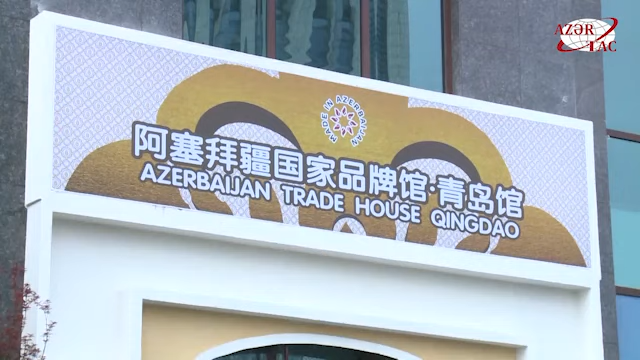 AZƏR
TAC
MADE IN AZERBAIJAN
阿塞拜疆国家品牌馆·青岛馆
AZERBAIJAN TRADE HOUSE QINGDAO